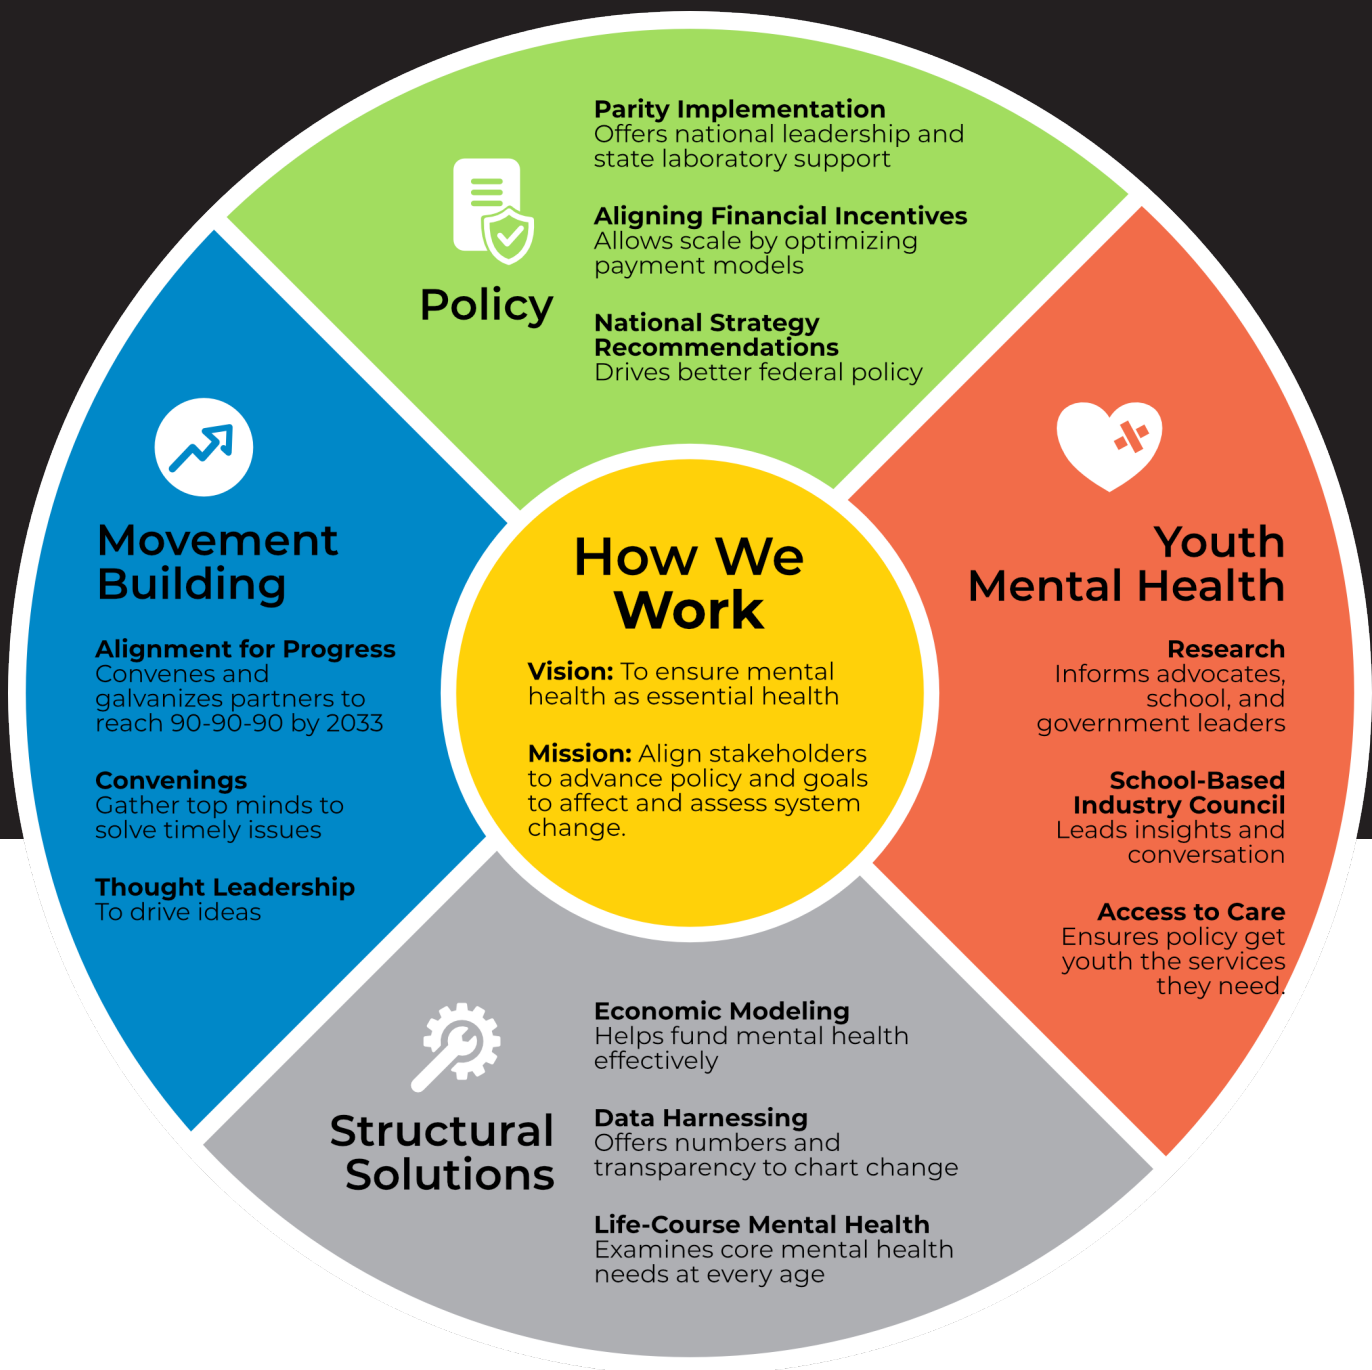 Parity Implementation
Offers national leadership and
state laboratory support
Aligning Financial Incentives
Allows scale by optimizing
payment models
Policy
National Strategy
Recommendations
Drives better federal policy
Movement
Building
Alignment for Progress
Convenes and
galvanizes partners to
reach 90-90-90 by 2033
Convenings
Gather top minds to
solve timely issues
Thought Leadership
To drive ideas
How We
Work
Vision: To ensure mental
health as essential health
Mission: Align stakeholders
to advance policy and goals
to affect and assess system
change.
Youth
Mental Health
Research
Informs advocates,
school, and
government leaders
School-Based
Industry Council
Leads insights and
conversation
Access to Care
Ensures policy get
youth the services
they need.
Structural
Solutions
Economic Modeling
Helps fund mental health
effectively
Data Harnessing
Offers numbers and
transparency to chart change
Life-Course Mental Health
Examines core mental health
needs at every age